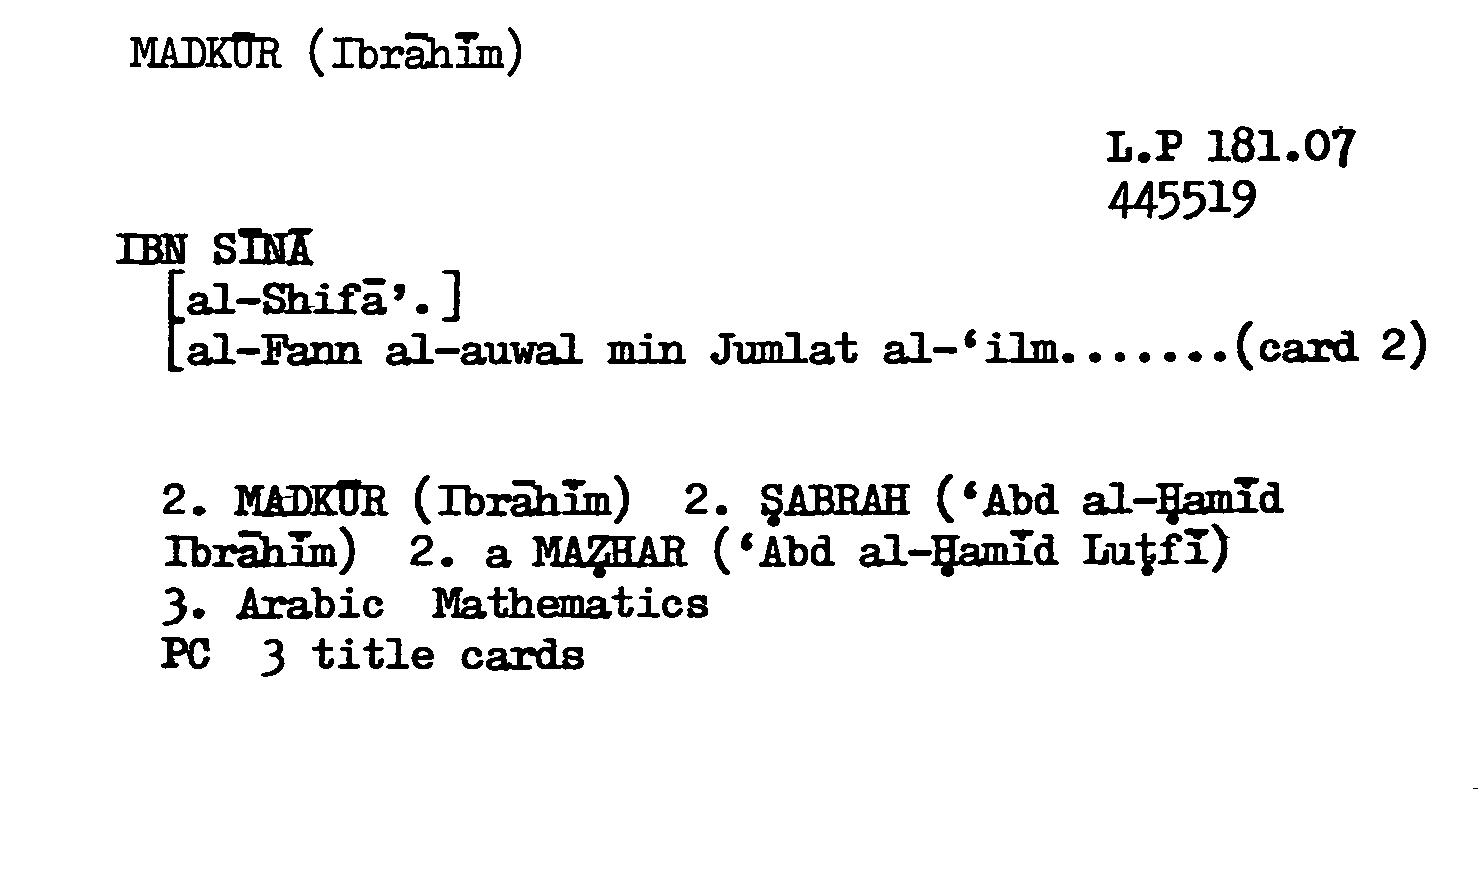 MADKŪR (Ibrāhīm)
L.P 181.07
445519
IBN SĪNĀ
[al-Shifā’.]
[al-Fann al-auwal min Jumlat al-‘ilm.......(card 2)
2. MADKŪR (Ibrāhīm) 2. ṢABRAH (‘Abd al-Ḥamīd
Ibrāhīm) 2. a MAẒHAR (‘Abd al-Ḥamīd Luṭfī)
3. Arabic Mathematics
PC 3 title cards